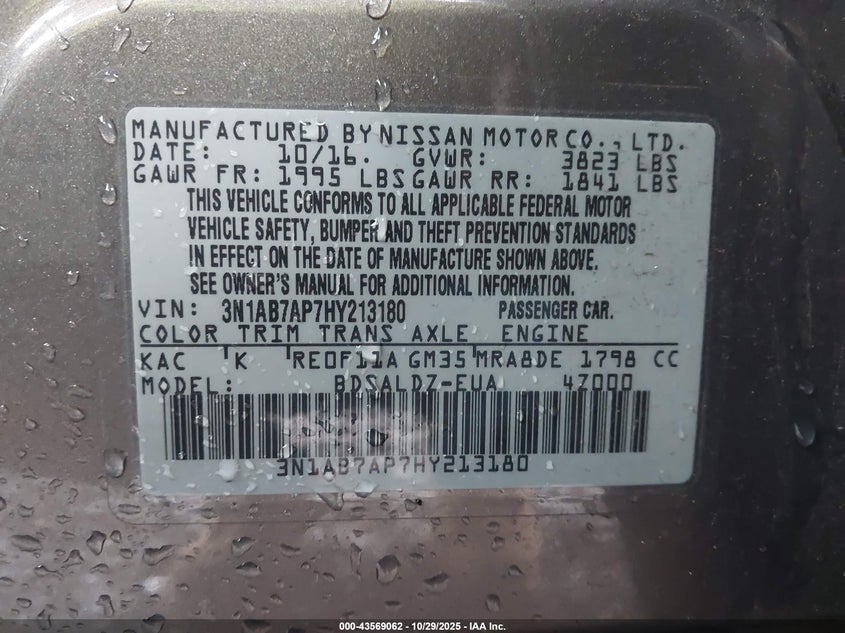 MANUFACTURED BY NISSAN MOTOR CO., LTD.
DATE: 10/16. GVWR: 3823 LBS
GAWR FR: 1995 LBS GAWR RR: 1841 LBS
THIS VEHICLE CONFORMS TO ALL APPLICABLE FEDERAL MOTOR
VEHICLE SAFETY, BUMPER AND THEFT PREVENTION STANDARDS
IN EFFECT ON THE DATE OF MANUFACTURE SHOWN ABOVE.
SEE OWNER'S MANUAL FOR ADDITIONAL INFORMATION.
VIN: 3N1AB7AP7HY213180 PASSENGER CAR.
COLOR TRIM TRANS AXLE ENGINE
KAC K RE0F11A GM35 MRA8DE 1798 CC
MODEL: BDSALDZ-EUA 47000
3N1AB7AP7HY213180
000-43569062 / 10/29/2025 - IAA Inc.